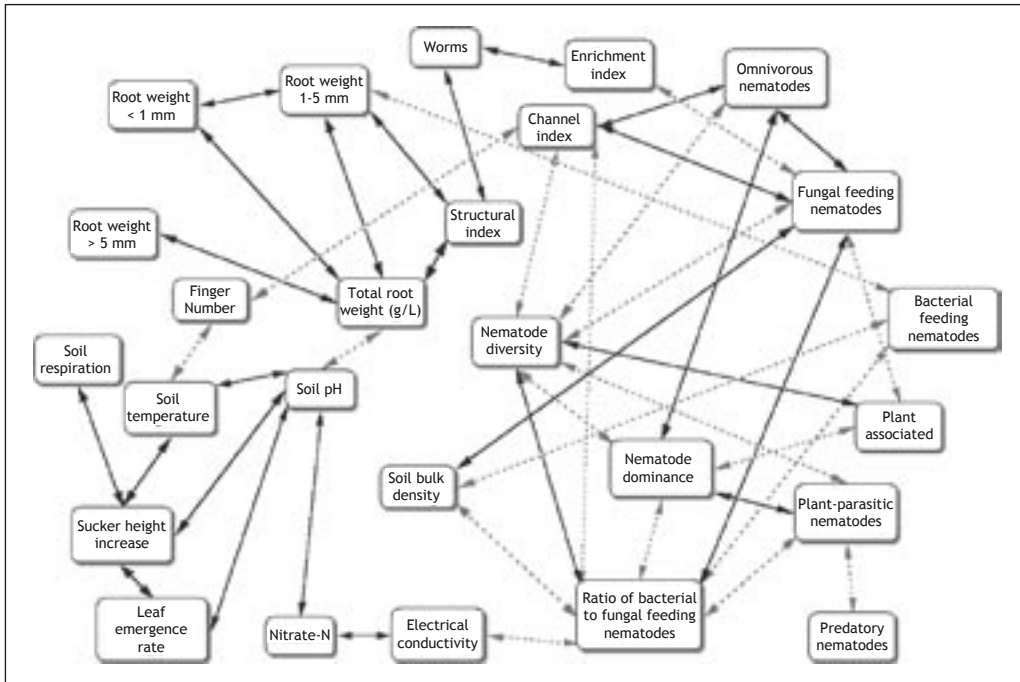 Worms
Enrichment
index
Omnivorous
nematodes
Root weight
< 1 mm
Root weight
1-5 mm
Channel
index
Fungal feeding
nematodes
Root weight
> 5 mm
Structural
index
Finger
Number
Total root
weight (g/L)
Nematode
diversity
Bacterial
feeding
nematodes
Soil
respiration
Soil
temperature
Soil pH
Plant
associated
Soil bulk
density
Nematode
dominance
Plant-parasitic
nematodes
Sucker height
increase
Leaf
emergence
rate
Nitrate-N
Electrical
conductivity
Ratio of bacterial
to fungal feeding
nematodes
Predatory
nematodes